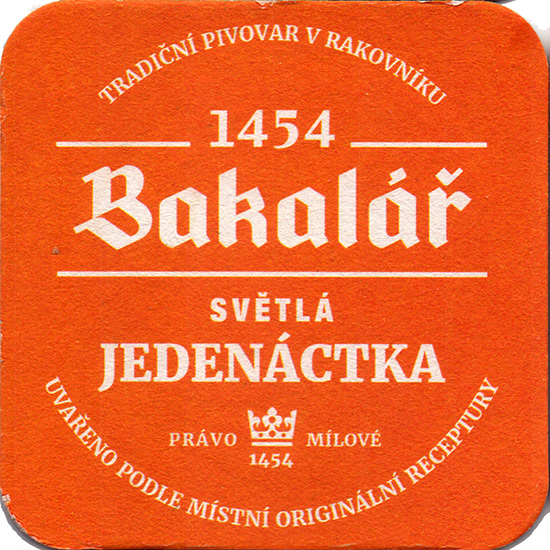 TRADIČNÍ PIVOVAR V RAKOVNÍKU
1454
Bakalář
SVĚTLÁ
JEDENÁCTKA
PRÁVO MÍLOVÉ
1454
UVAŘENO PODLE MÍSTNÍ ORIGINÁLNÍ RECEPTURY